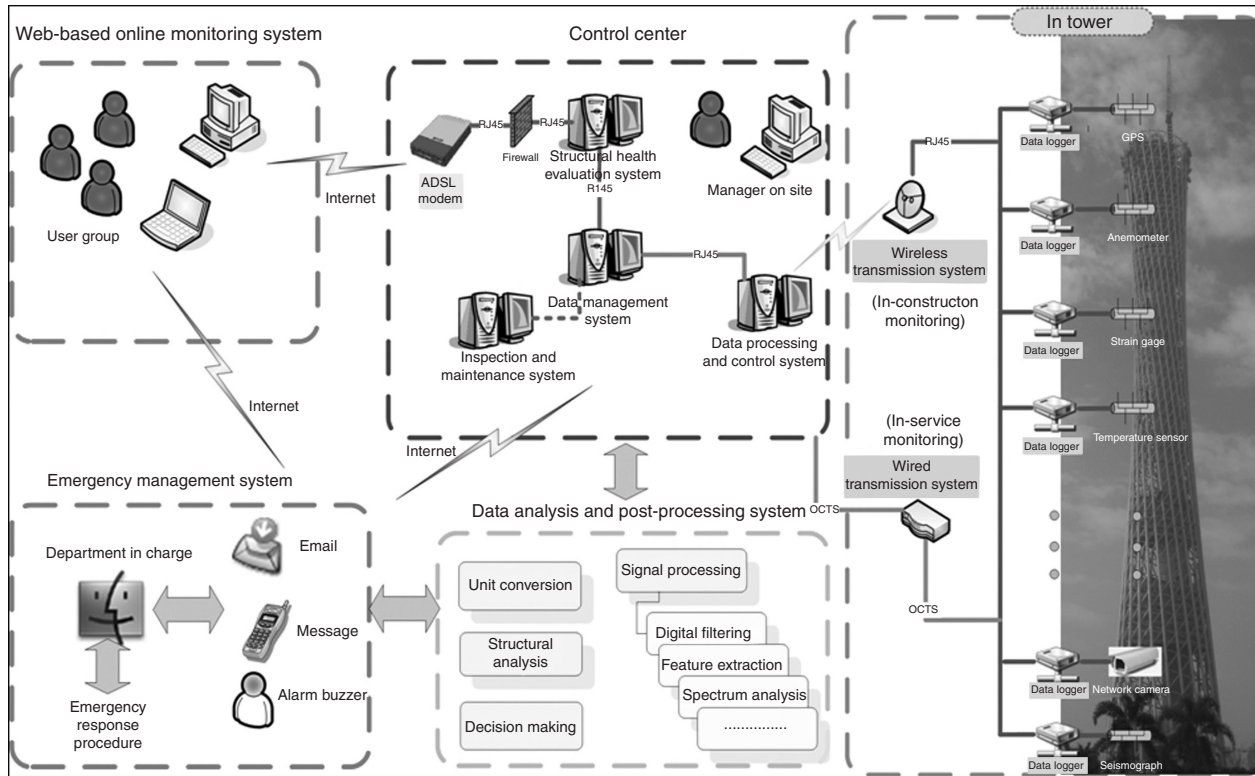 Web-based online monitoring system
User group
Internet
Internet
Control center
ADSL
modem
RJ45
Firewall
RJ45
Structural health
evaluation system
R145
Manager on site
Data management
system
RJ45
Inspection and
maintenance system
Data processing
and control system
Internet
Emergency management system
Department in charge
Email
Message
Alarm buzzer
Emergency
response
procedure
Data analysis and post-processing system
Unit conversion
Structural
analysis
Decision making
Signal processing
Digital filtering
Feature extraction
Spectrum analysis
...............
In tower
RJ45
Wireless
transmission system
(In-constructon
monitoring)
(In-service
monitoring)
Wired
transmission system
OCTS
OCTS
Data logger
GPS
Data logger
Anemometer
Data logger
Strain gage
Data logger
Temperature sensor
Data logger
Network camera
Data logger
Seismograph